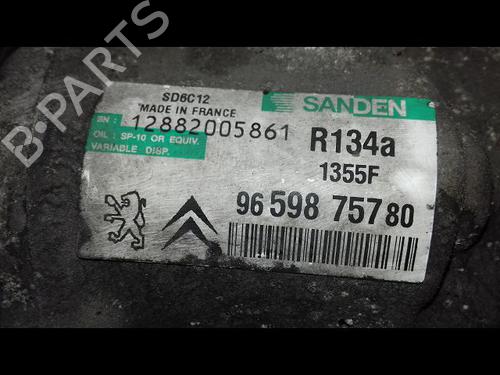 B-PARTS
SD6C12
MADE IN FRANCE
SANDEN
SN : 12882005861
OIL : SP-10 OR EQUIV.
VARIABLE DISP.
R134a
1355F
96 598 757 80